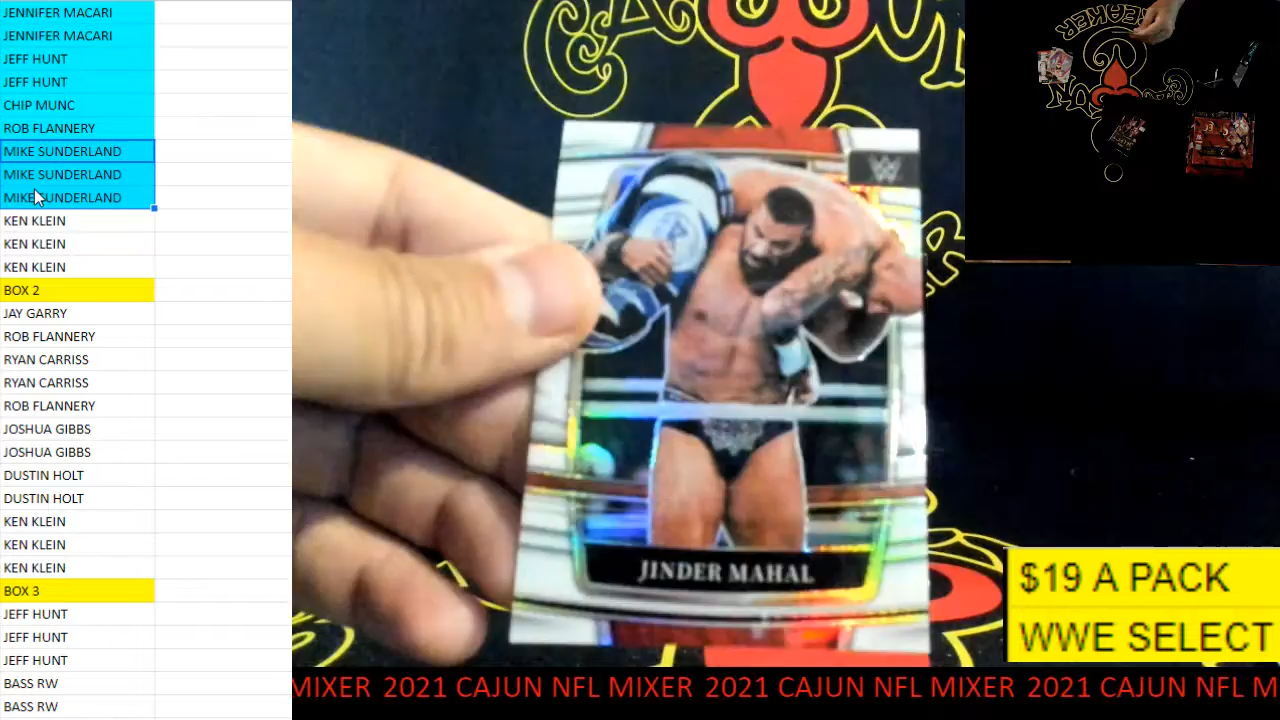 JENNIFER MACARI
JENNIFER MACARI
JEFF HUNT
JEFF HUNT
CHIP MUNC
ROB FLANNERY
MIKE SUNDERLAND
MIKE SUNDERLAND
MIKE SUNDERLAND
KEN KLEIN
KEN KLEIN
KEN KLEIN
BOX 2
JAY GARRY
ROB FLANNERY
RYAN CARRISS
RYAN CARRISS
ROB FLANNERY
JOSHUA GIBBS
JOSHUA GIBBS
DUSTIN HOLT
DUSTIN HOLT
KEN KLEIN
KEN KLEIN
KEN KLEIN
BOX 3
JEFF HUNT
JEFF HUNT
JEFF HUNT
BASS RW
BASS RW
JINDER MAHAL
$19 A PACK
WWE SELECT
MIXER 2021 CAJUN NFL MIXER 2021 CAJUN NFL MIXER 2021 CAJUN NFL M